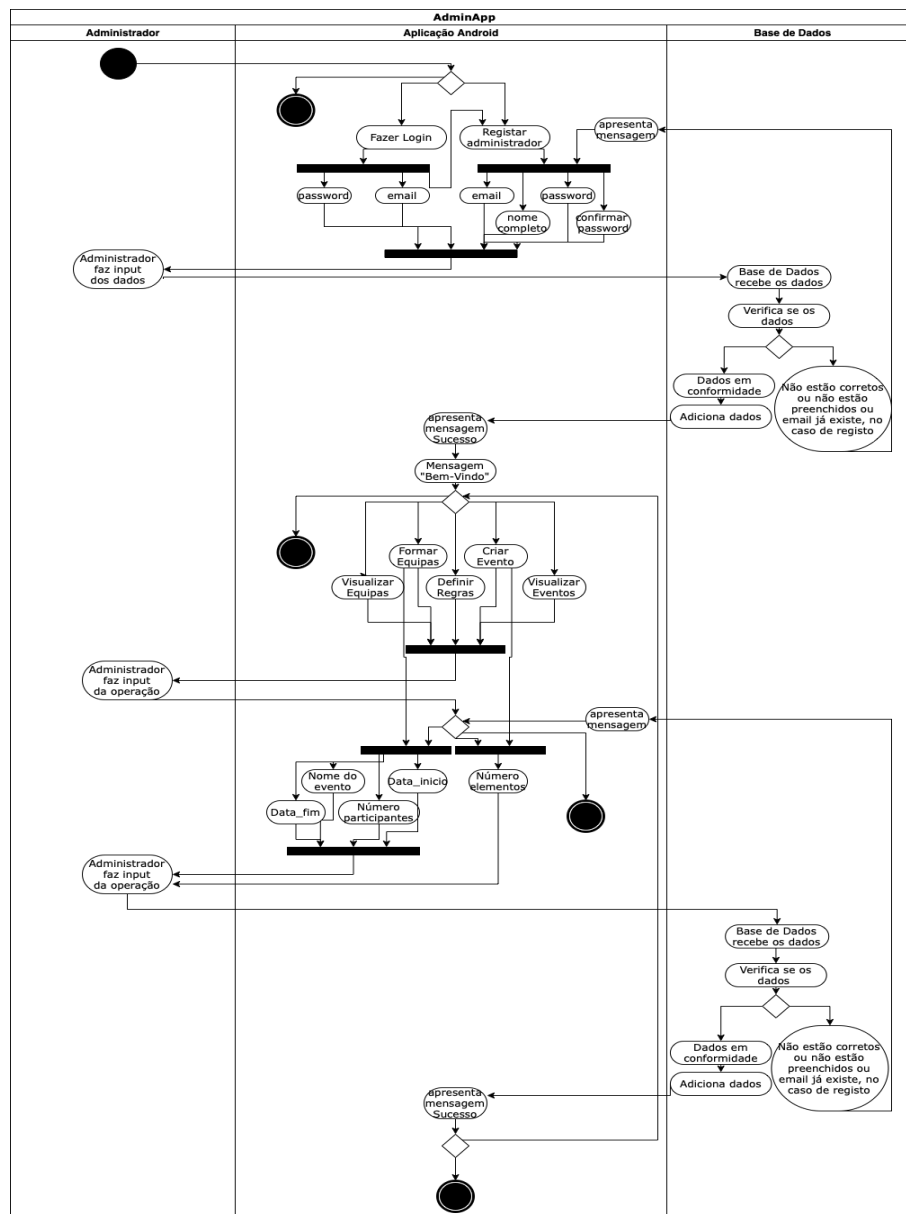 AdminApp
Administrador
Aplicação Android
Base de Dados
Fazer Login
Registar
administrador
apresenta
mensagem
password
email
email
password
nome
completo
confirmar
password
Administrador
faz input
dos dados
Base de Dados
recebe os dados
Verifica se os
dados
Dados em
conformidade
Adiciona dados
Não estão corretos
ou não estão
preenchidos ou
email já existe, no
caso de registo
apresenta
mensagem
Sucesso
Mensagem
"Bem-Vindo"
Formar
Equipas
Criar
Evento
Visualizar
Equipas
Definir
Regras
Visualizar
Eventos
Administrador
faz input
da operação
apresenta
mensagem
Nome do
evento
Data_inicio
Número
elementos
Data_fim
Número
participantes
Administrador
faz input
da operação
Base de Dados
recebe os dados
Verifica se os
dados
Dados em
conformidade
Adiciona dados
Não estão corretos
ou não estão
preenchidos ou
email já existe, no
caso de registo
apresenta
mensagem
Sucesso